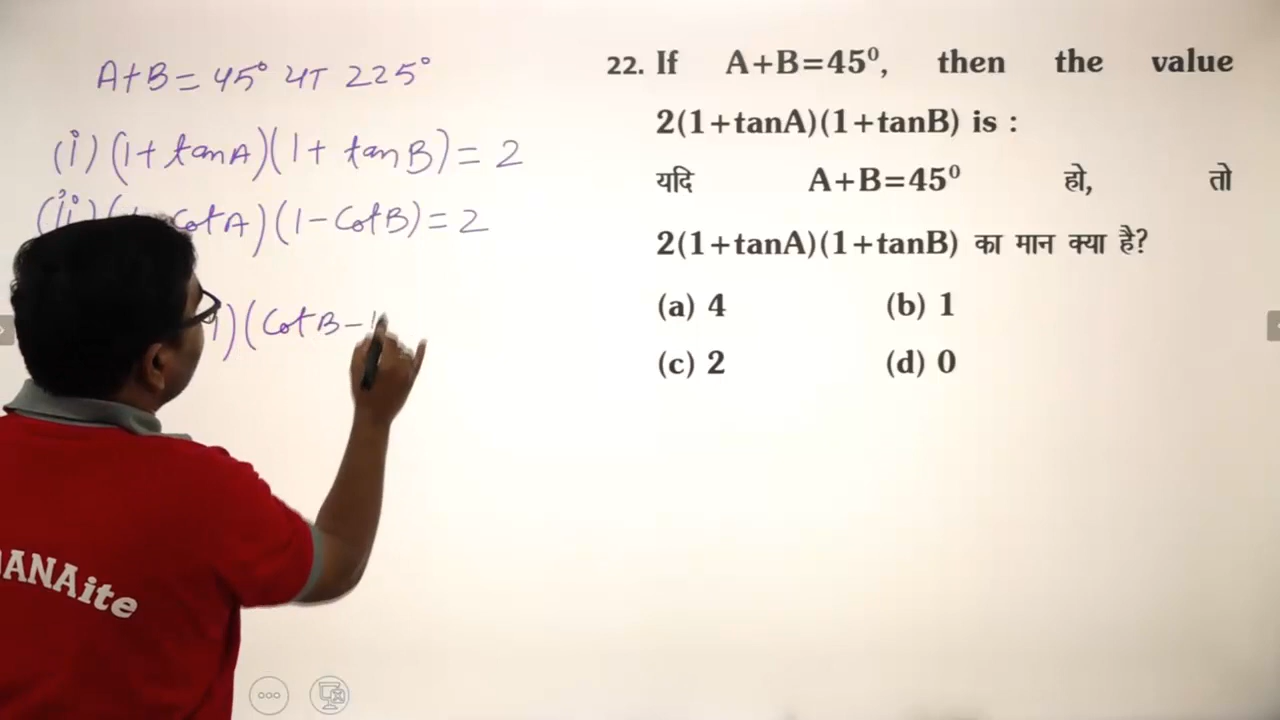 A+B=45° या 225°
(i) (1+ tanA)(1+ tanB)= 2
(ii) cotA)(1-cotB)=2
1)(cotB-1
22. If A+B=45⁰, then the value
2(1+tanA)(1+tanB) is :
यदि A+B=45⁰ हो, तो
2(1+tanA)(1+tanB) का मान क्या है?
(a) 4 (b) 1
(c) 2 (d) 0
ANAite